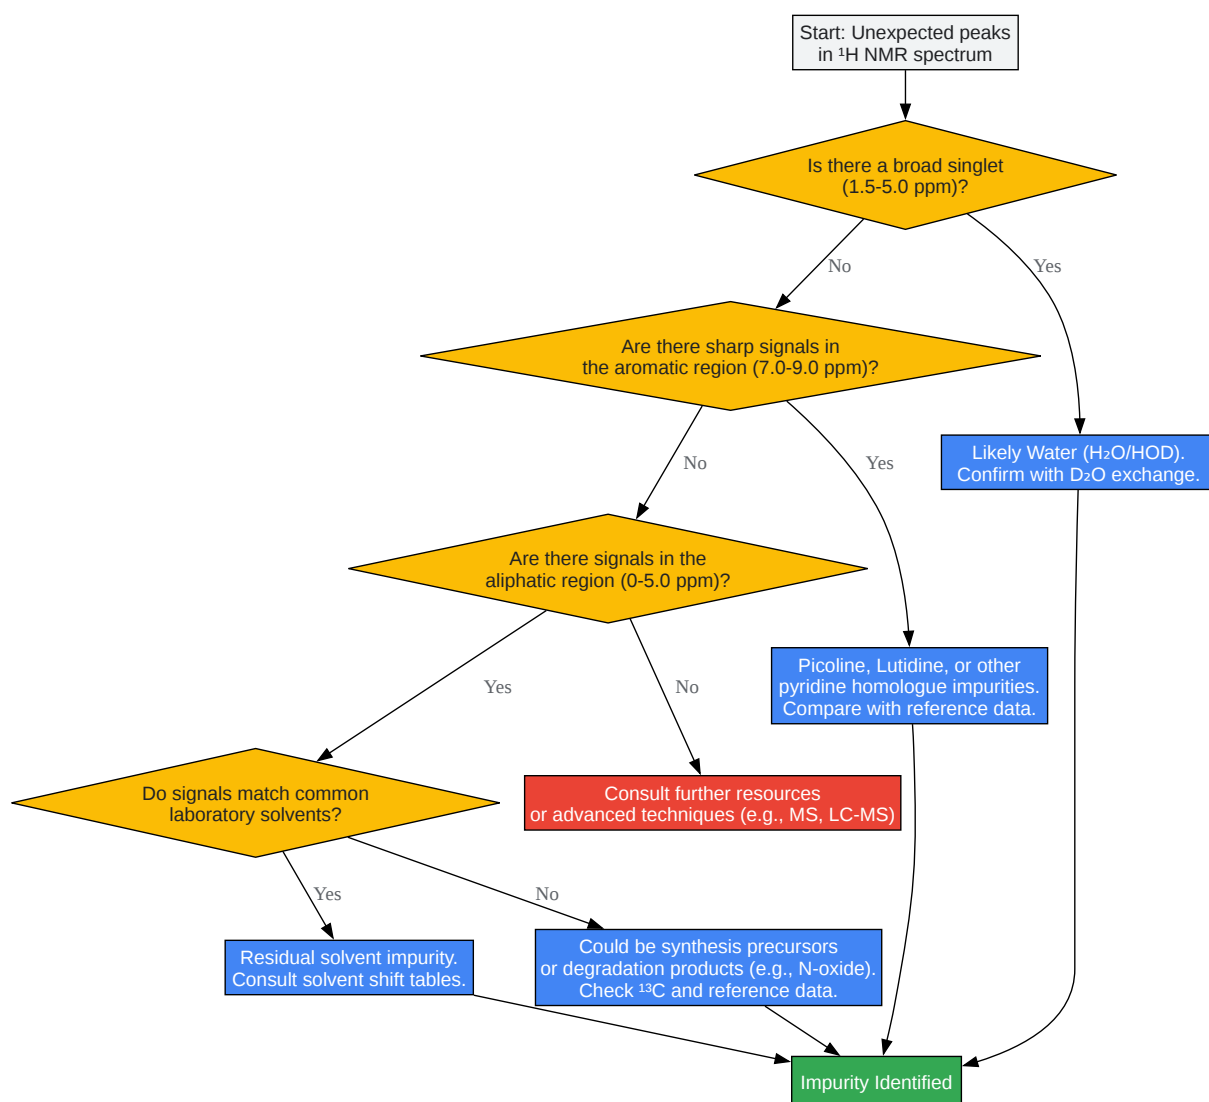 Start: Unexpected peaks
in ¹H NMR spectrum
Is there a broad singlet
(1.5-5.0 ppm)?
No
Yes
Are there sharp signals in
the aromatic region (7.0-9.0 ppm)?
Likely Water (H₂O/HOD).
Confirm with D₂O exchange.
No
Yes
Are there signals in the
aliphatic region (0-5.0 ppm)?
Picoline, Lutidine, or other
pyridine homologue impurities.
Compare with reference data.
Yes
No
Do signals match common
laboratory solvents?
Consult further resources
or advanced techniques (e.g., MS, LC-MS)
Yes
No
Residual solvent impurity.
Consult solvent shift tables.
Could be synthesis precursors
or degradation products (e.g., N-oxide).
Check ¹³C and reference data.
Impurity Identified